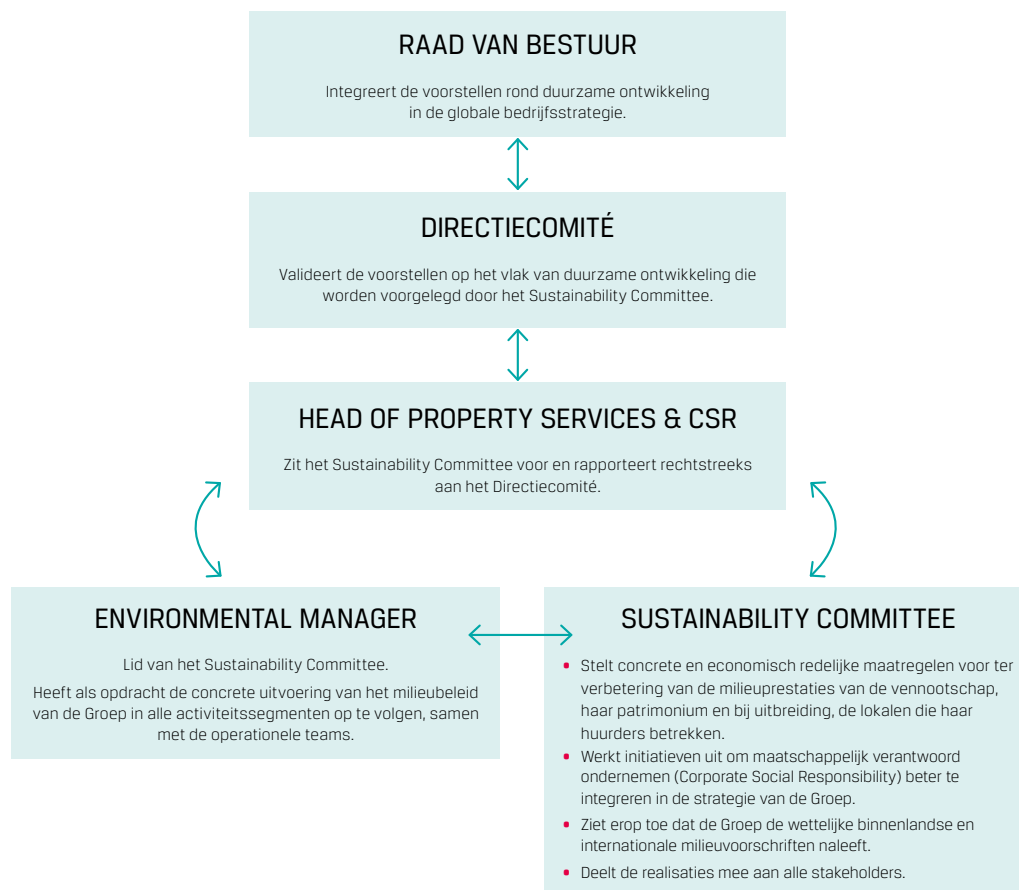 RAAD VAN BESTUUR
Integreert de voorstellen rond duurzame ontwikkeling
in de globale bedrijfsstrategie.
DIRECTIECOMITÉ
Valideert de voorstellen op het vlak van duurzame ontwikkeling die
worden voorgelegd door het Sustainability Committee.
HEAD OF PROPERTY SERVICES & CSR
Zit het Sustainability Committee voor en rapporteert rechtstreeks
aan het Directiecomité.
ENVIRONMENTAL MANAGER
Lid van het Sustainability Committee.
Heeft als opdracht de concrete uitvoering van het milieubeleid
van de Groep in alle activiteitssegmenten op te volgen, samen
met de operationele teams.
SUSTAINABILITY COMMITTEE
• Stelt concrete en economisch redelijke maatregelen voor ter
verbetering van de milieuprestaties van de vennootschap,
haar patrimonium en bij uitbreiding, de lokalen die haar
huurders betrekken.
• Werkt initiatieven uit om maatschappelijk verantwoord
ondernemen (Corporate Social Responsibility) beter te
integreren in de strategie van de Groep.
• Ziet erop toe dat de Groep de wettelijke binnenlandse en
internationale milieuvoorschriften naleeft.
• Deelt de realisaties mee aan alle stakeholders.